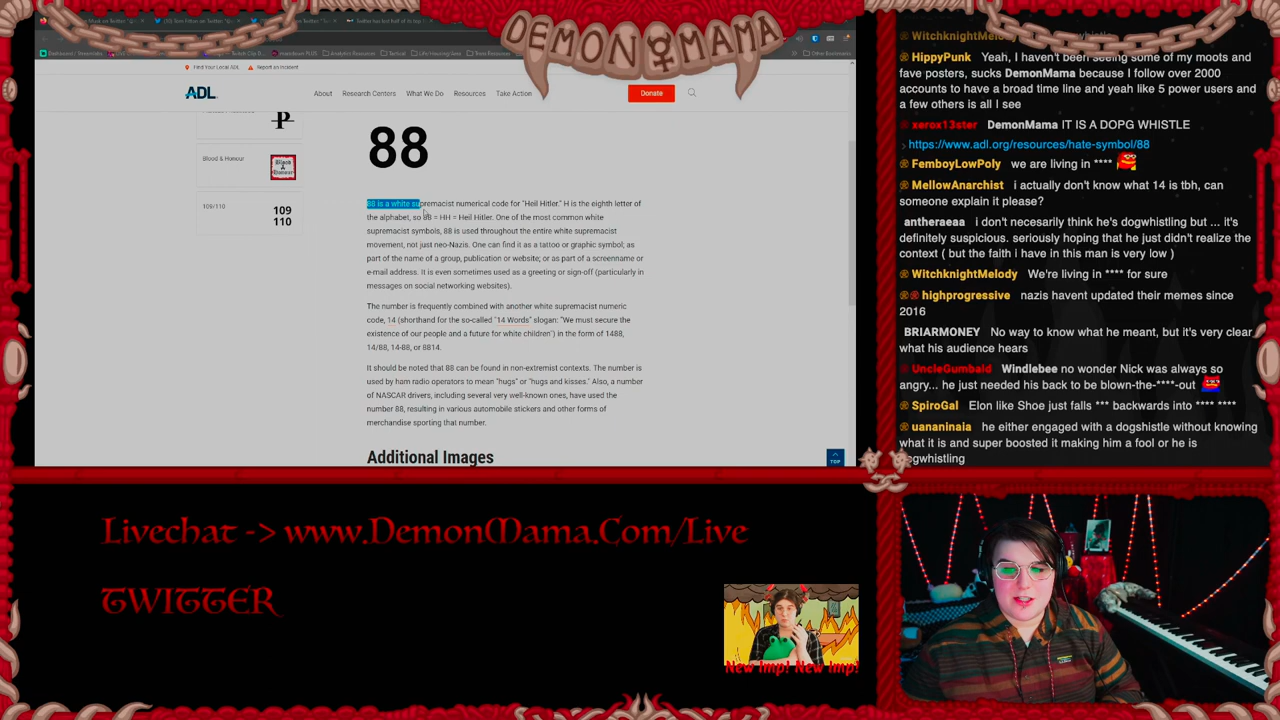 DEMON MAMA
Find Your Local ADL
Report an Incident
ADL
About
Research Centers
What We Do
Resources
Take Action
Donate
P
Blood & Honour
109/110
109
110
88
88 is a white supremacist numerical code for "Heil Hitler." H is the eighth letter of
the alphabet, so 88 = HH = Heil Hitler. One of the most common white
supremacist symbols, 88 is used throughout the entire white supremacist
movement, not just neo-Nazis. One can find it as a tattoo or graphic symbol; as
part of the name of a group, publication or website; or as part of a screenname or
e-mail address. It is even sometimes used as a greeting or sign-off (particularly in
messages on social networking websites).
The number is frequently combined with another white supremacist numeric
code, 14 (shorthand for the so-called "14 Words" slogan: "We must secure the
existence of our people and a future for white children") in the form of 1488,
14/88, 14-88, or 8814.
It should be noted that 88 can be found in non-extremist contexts. The number is
used by ham radio operators to mean "hugs" or "hugs and kisses." Also, a number
of NASCAR drivers, including several very well-known ones, have used the
number 88, resulting in various automobile stickers and other forms of
merchandise sporting that number.
Additional Images
TOP
WitchknightMelody
HippyPunk Yeah, I haven't been seeing some of my moots and
fave posters, sucks DemonMama because I follow over 2000
accounts to have a broad time line and yeah like 5 power users and
a few others is all I see
xerox13ster DemonMama IT IS A DOPG WHISTLE
https://www.adl.org/resources/hate-symbol/88
FemboyLowPoly we are living in ****
MellowAnarchist i actually don't know what 14 is tbh, can
someone explain it please?
antheraeaa i don't necesirily think he's dogwhistling, but it's
definitely suspicious. seriously hoping that he just didn't realize the
context ( but the faith i have in this man is very low )
WitchknightMelody We're living in **** for sure
highprogressive nazis havent updated their memes since
2016
BRIARMONEY No way to know what he meant, but it's very clear
what his audience hears
UncleGumbald Windlebee no wonder Nick was always so
angry... he just needed his back to be blown-the-****-out
SpiroGal Elon like Shoe just falls *** backwards into **** ****
uananinaia he either engaged with a dogshistle without knowing
what it is and super boosted it making him a fool or he is
degwhistling
Livechat -> www.DemonMama.Com/Live
TWITTER
New Imp! New Imp!